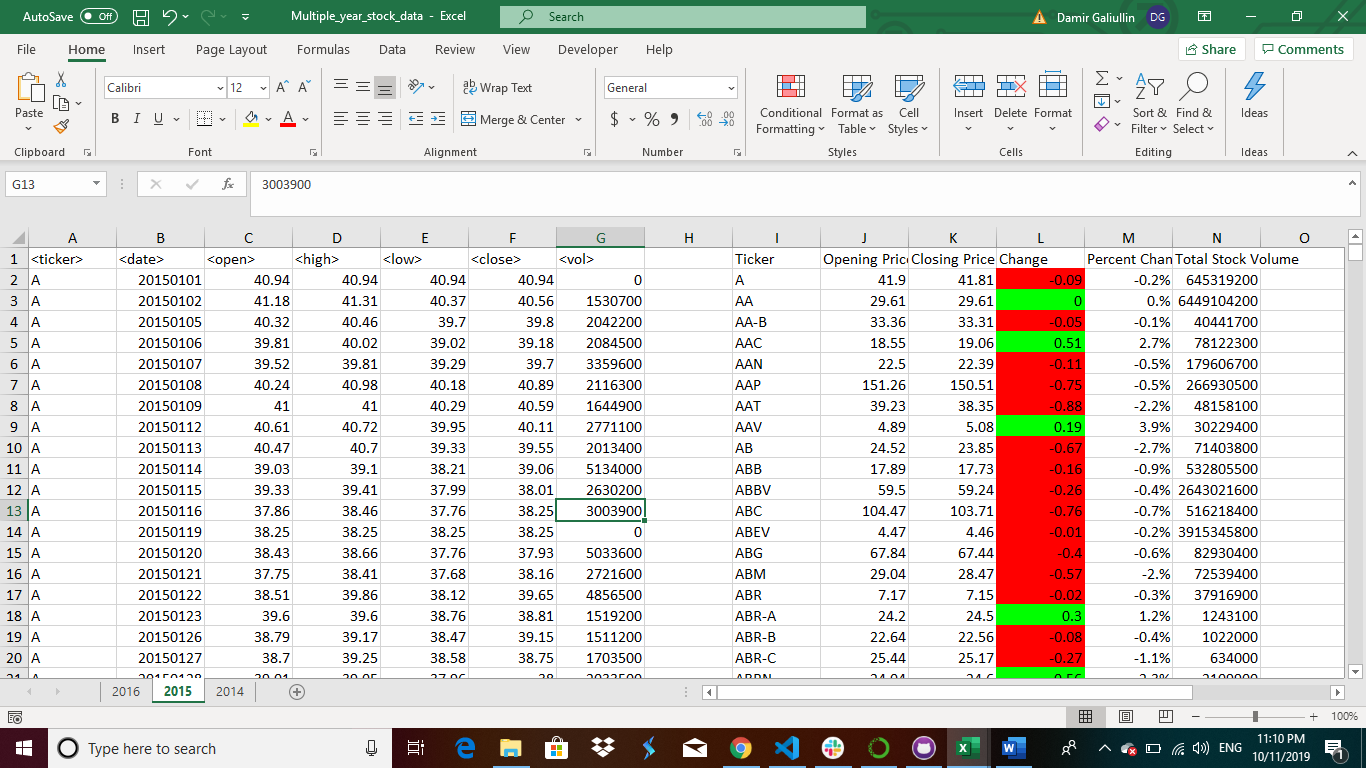 AutoSave Off Multiple_year_stock_data - Excel Search Damir Galiullin DG
File Home Insert Page Layout Formulas Data Review View Developer Help Share Comments
Calibri 12 Wrap Text General
Paste B I U Merge & Center $ % Conditional Formatting Format as Table Cell Styles Insert Delete Format Sort & Filter Find & Select Ideas
Clipboard Font Alignment Number Styles Cells Editing Ideas
G13 fx 3003900
A B C D E F G H I J K L M N O
1 <ticker> <date> <open> <high> <low> <close> <vol> Ticker Opening Pric Closing Price Change Percent Chan Total Stock Volume
2 A 20150101 40.94 40.94 40.94 40.94 0 A 41.9 41.81 -0.09 -0.2% 645319200
3 A 20150102 41.18 41.31 40.37 40.56 1530700 AA 29.61 29.61 0 0.% 6449104200
4 A 20150105 40.32 40.46 39.7 39.8 2042200 AA-B 33.36 33.31 -0.05 -0.1% 40441700
5 A 20150106 39.81 40.02 39.02 39.18 2084500 AAC 18.55 19.06 0.51 2.7% 78122300
6 A 20150107 39.52 39.81 39.29 39.7 3359600 AAN 22.5 22.39 -0.11 -0.5% 179606700
7 A 20150108 40.24 40.98 40.18 40.89 2116300 AAP 151.26 150.51 -0.75 -0.5% 266930500
8 A 20150109 41 41 40.29 40.59 1644900 AAT 39.23 38.35 -0.88 -2.2% 48158100
9 A 20150112 40.61 40.72 39.95 40.11 2771100 AAV 4.89 5.08 0.19 3.9% 30229400
10 A 20150113 40.47 40.7 39.33 39.55 2013400 AB 24.52 23.85 -0.67 -2.7% 71403800
11 A 20150114 39.03 39.1 38.21 39.06 5134000 ABB 17.89 17.73 -0.16 -0.9% 532805500
12 A 20150115 39.33 39.41 37.99 38.01 2630200 ABBV 59.5 59.24 -0.26 -0.4% 2643021600
13 A 20150116 37.86 38.46 37.76 38.25 3003900 ABC 104.47 103.71 -0.76 -0.7% 516218400
14 A 20150119 38.25 38.25 38.25 38.25 0 ABEV 4.47 4.46 -0.01 -0.2% 3915345800
15 A 20150120 38.43 38.66 37.76 37.93 5033600 ABG 67.84 67.44 -0.4 -0.6% 82930400
16 A 20150121 37.75 38.41 37.68 38.16 2721600 ABM 29.04 28.47 -0.57 -2.% 72539400
17 A 20150122 38.51 39.86 38.12 39.65 4856500 ABR 7.17 7.15 -0.02 -0.3% 37916900
18 A 20150123 39.6 39.6 38.76 38.81 1519200 ABR-A 24.2 24.5 0.3 1.2% 1243100
19 A 20150126 38.79 39.17 38.47 39.15 1511200 ABR-B 22.64 22.56 -0.08 -0.4% 1022000
20 A 20150127 38.7 39.25 38.58 38.75 1703500 ABR-C 25.44 25.17 -0.27 -1.1% 634000
2016 2015 2014
100%
Type here to search ENG 11:10 PM
10/11/2019 1